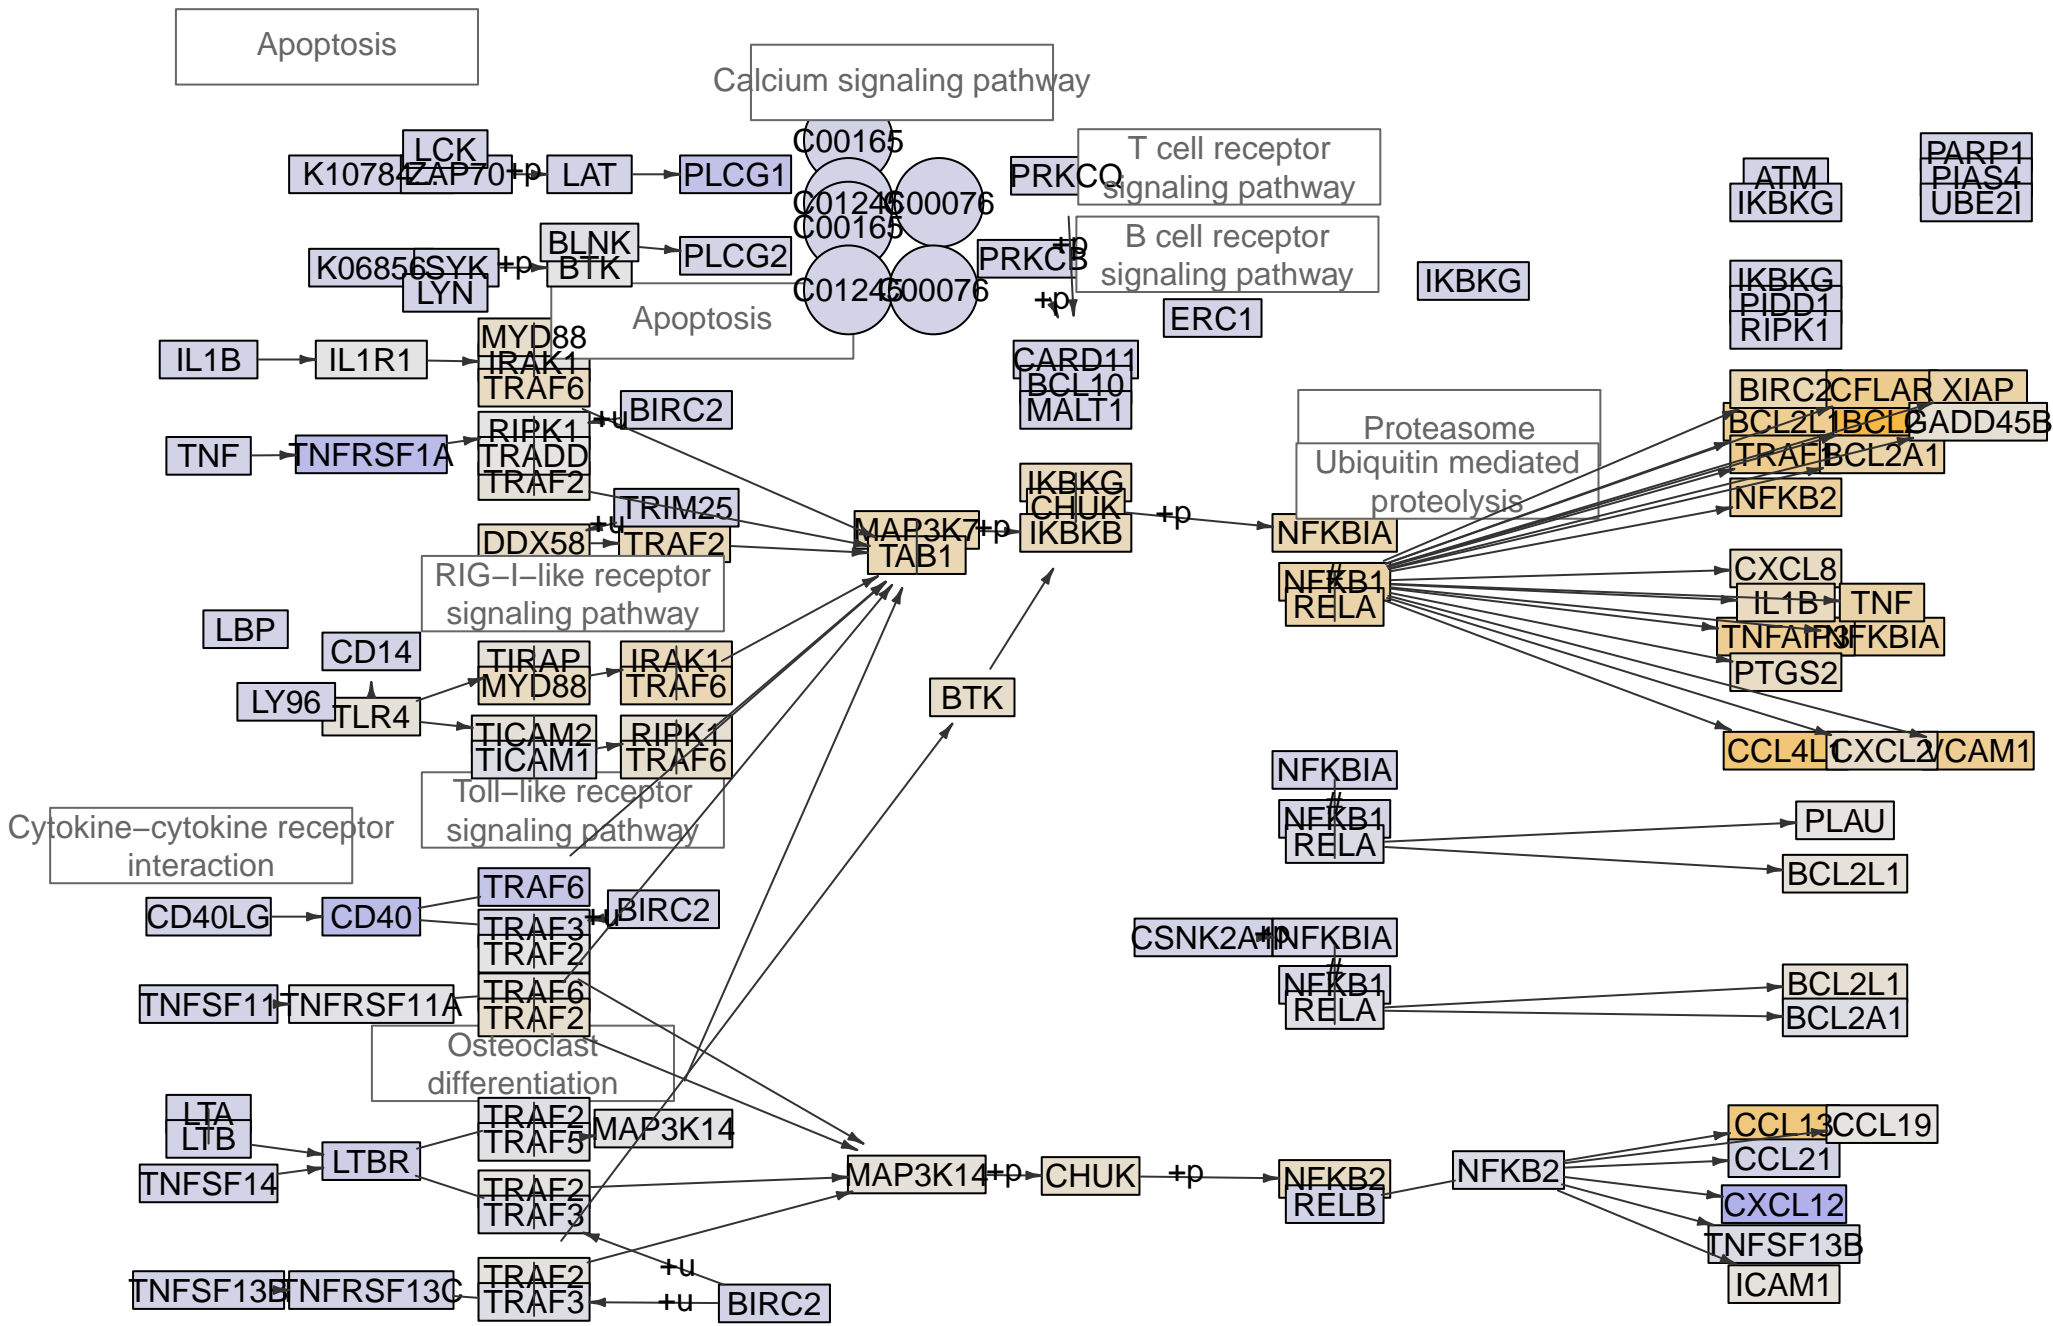 Apoptosis
Calcium signaling pathway
T cell receptor
signaling pathway
B cell receptor
signaling pathway
LCK
K10784
ZAP70
+p
LAT
PLCG1
C00165
C01245
C00076
C00165
C01245
C00076
PRKCQ
PRKCB
+p
+p
ATM
IKBKG
PARP1
PIAS4
UBE2I
K06856
SYK
LYN
+p
BLNK
BTK
PLCG2
Apoptosis
ERC1
IKBKG
IKBKG
PIDD1
RIPK1
IL1B
IL1R1
MYD88
IRAK1
TRAF6
CARD11
BCL10
MALT1
TNF
TNFRSF1A
RIPK1
TRADD
TRAF2
+u
BIRC2
Proteasome
Ubiquitin mediated
proteolysis
BIRC2
CFLAR
XIAP
BCL2L1
BCL2
GADD45B
TRAF1
BCL2A1
NFKB2
TRIM25
+u
DDX58
TRAF2
MAP3K7
TAB1
+p
IKBKG
CHUK
IKBKB
+p
NFKBIA
NFKB1
RELA
RIG−I−like receptor
signaling pathway
CXCL8
IL1B
TNF
TNFAIP3
NFKBIA
PTGS2
CCL4L1
CXCL2
VCAM1
LBP
CD14
LY96
TLR4
TIRAP
MYD88
IRAK1
TRAF6
TICAM2
TICAM1
RIPK1
TRAF6
BTK
Toll−like receptor
signaling pathway
Cytokine−cytokine receptor
interaction
NFKBIA
NFKB1
RELA
PLAU
BCL2L1
CD40LG
CD40
TRAF6
TRAF3
TRAF2
+u
BIRC2
CSNK2A1
+p
NFKBIA
NFKB1
RELA
BCL2L1
BCL2A1
TNFSF11
TNFRSF11A
TRAF6
TRAF2
Osteoclast
differentiation
LTA
LTB
TNFSF14
LTBR
TRAF2
TRAF5
MAP3K14
TRAF2
TRAF3
MAP3K14
+p
CHUK
+p
NFKB2
RELB
NFKB2
CCL13
CCL19
CCL21
CXCL12
TNFSF13B
ICAM1
TNFSF13B
TNFRSF13C
TRAF2
TRAF3
+u
+u
BIRC2